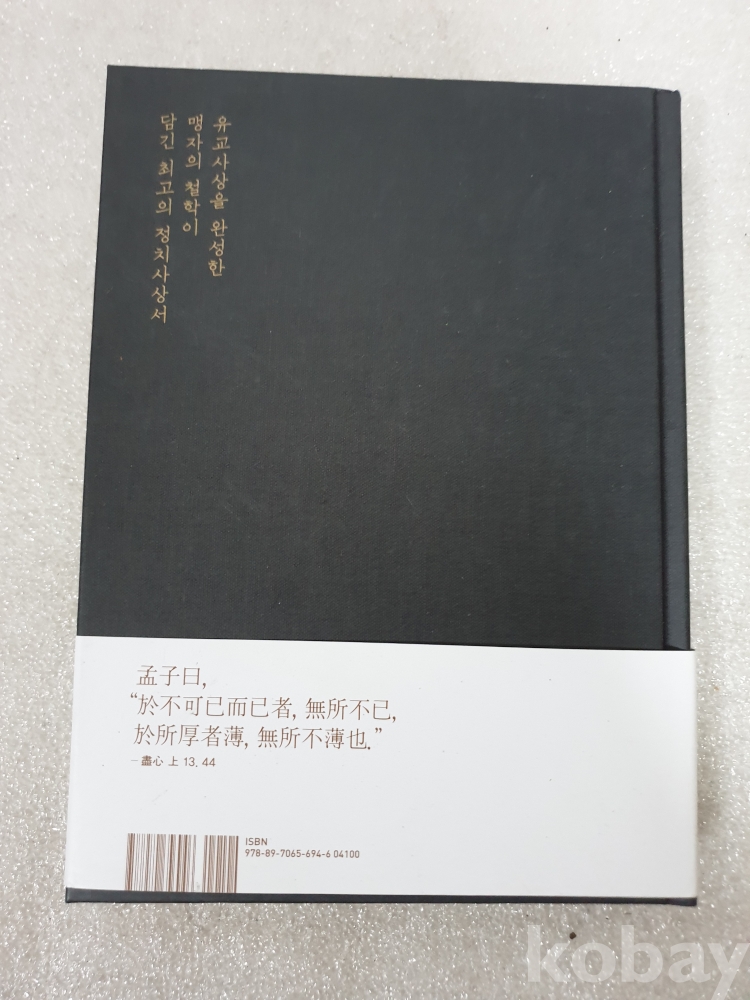 유교사상을 완성한
맹자의 철학이
담긴 최고의 정치사상서
孟子曰,
“於不可已而已者, 無所不已,
於所厚者薄, 無所不薄也.”
– 盡心 上 13, 44
ISBN
978-89-7065-694-6 04100
kobay